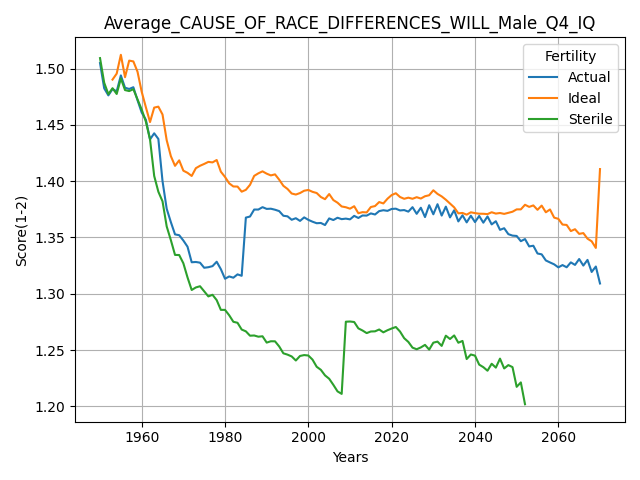 Average_CAUSE_OF_RACE_DIFFERENCES_WILL_Male_Q4_IQ
Fertility
Actual
Ideal
Sterile
Score(1-2)
1.50
1.45
1.40
1.35
1.30
1.25
1.20
1960 1980 2000 2020 2040 2060
Years